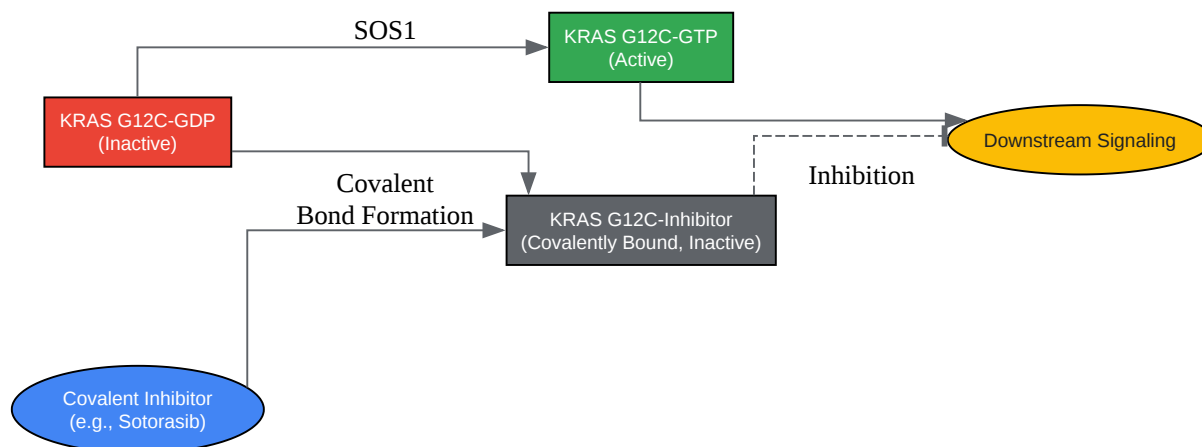 SOS1
KRAS G12C-GTP
(Active)
KRAS G12C-GDP
(Inactive)
Downstream Signaling
Covalent
Bond Formation
Inhibition
KRAS G12C-Inhibitor
(Covalently Bound, Inactive)
Covalent Inhibitor
(e.g., Sotorasib)